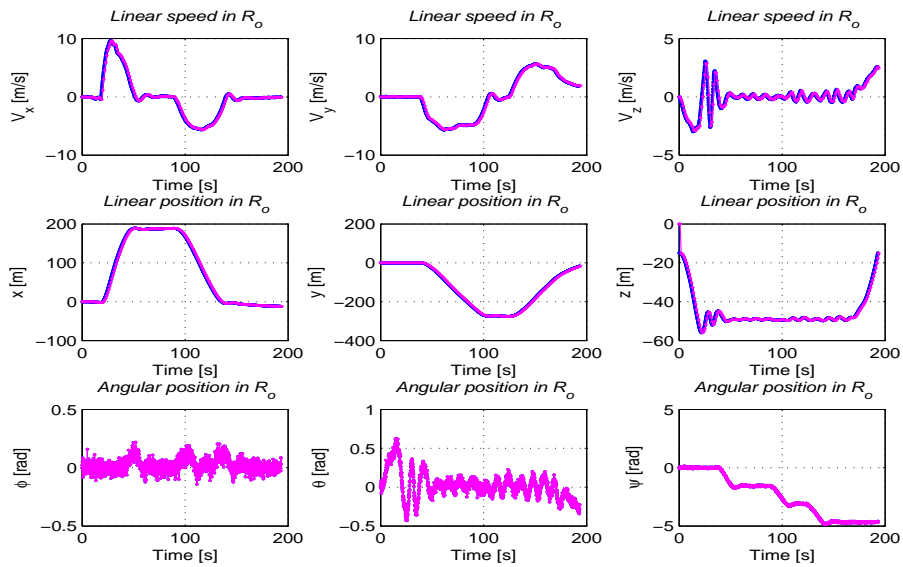 Linear speed in R_o
Linear speed in R_o
Linear speed in R_o
10
0
−10
V_x [m/s]
0
100
200
Time [s]
10
0
−10
V_y [m/s]
0
100
200
Time [s]
5
0
−5
V_z [m/s]
0
100
200
Time [s]
Linear position in R_o
Linear position in R_o
Linear position in R_o
200
100
0
−100
x [m]
0
100
200
Time [s]
200
0
−200
−400
y [m]
0
100
200
Time [s]
0
−20
−40
−60
z [m]
0
100
200
Time [s]
Angular position in R_o
Angular position in R_o
Angular position in R_o
0.5
0
−0.5
ϕ [rad]
0
100
200
Time [s]
1
0.5
0
−0.5
θ [rad]
0
100
200
Time [s]
5
0
−5
ψ [rad]
0
100
200
Time [s]